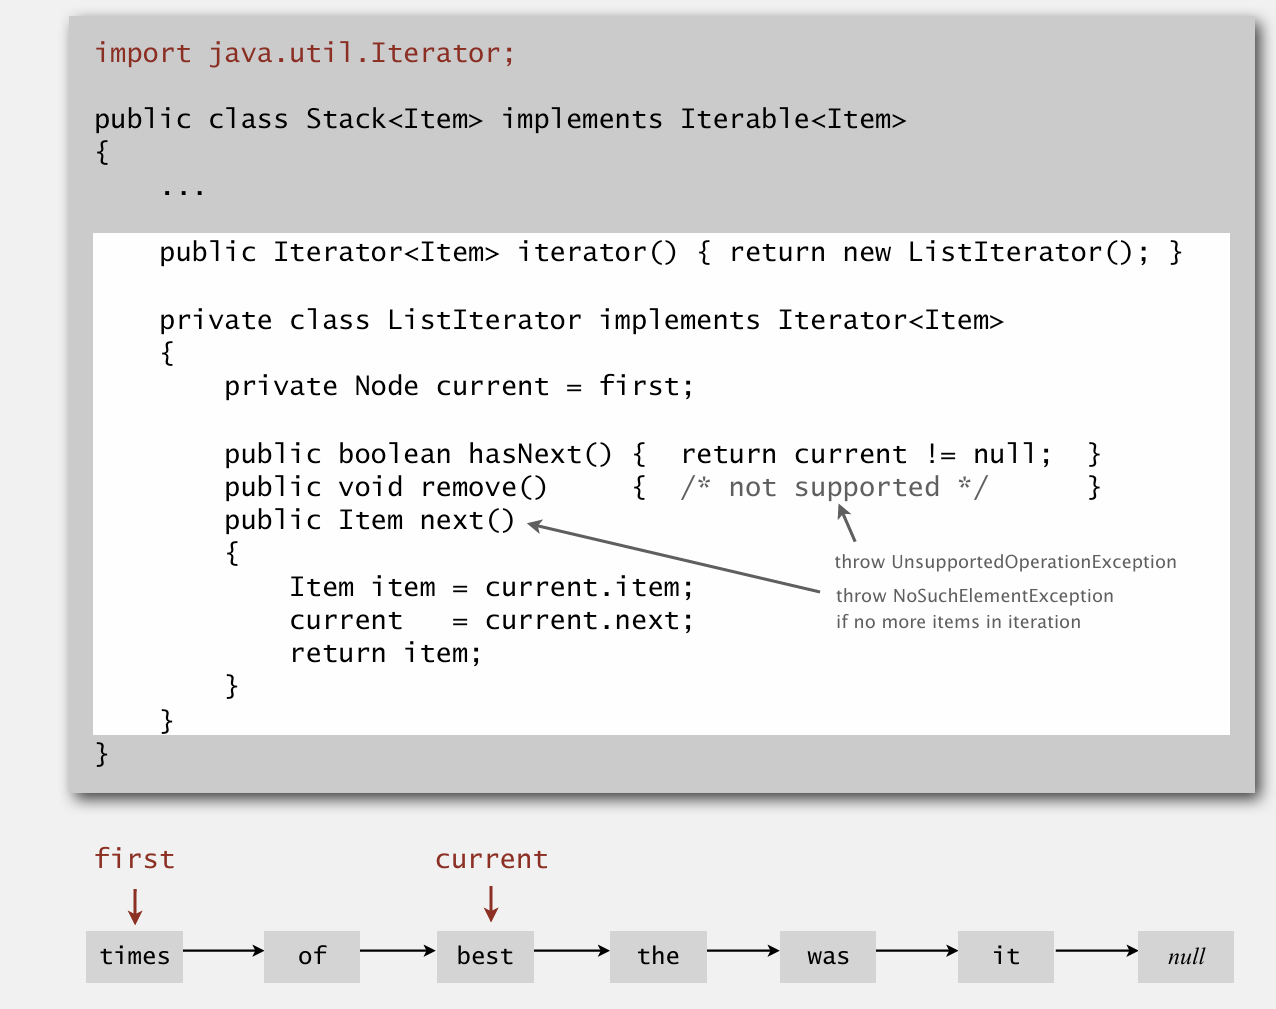 import java.util.Iterator;
public class Stack<Item> implements Iterable<Item>
{
...
public Iterator<Item> iterator() { return new ListIterator(); }
private class ListIterator implements Iterator<Item>
{
private Node current = first;
public boolean hasNext() { return current != null; }
public void remove() { /* not supported */ }
public Item next()
{
throw UnsupportedOperationException
Item item = current.item;
throw NoSuchElementException
current = current.next;
if no more items in iteration
return item;
}
}
}
first current
times of best the was it null